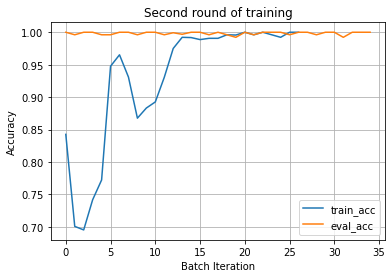 Second round of training
Accuracy
1.00
0.95
0.90
0.85
0.80
0.75
0.70
train_acc
eval_acc
0 5 10 15 20 25 30 35
Batch Iteration